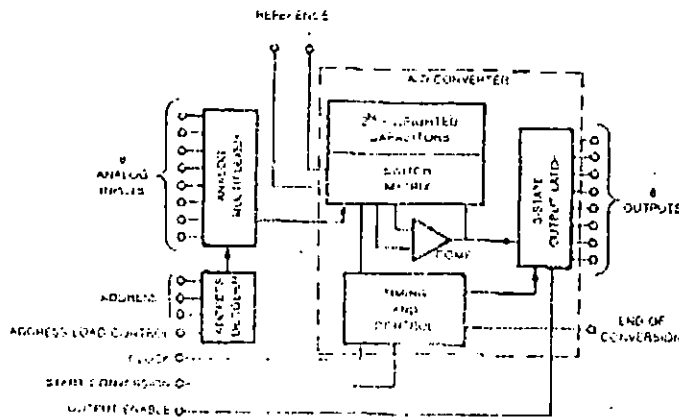 REFERENCE
A/D CONVERTER
2ᴺ WEIGHTED
CAPACITORS
SWITCH
MATRIX
8
ANALOG
INPUTS
ANALOG
MULTIPLEXER
3-STATE
OUTPUT LATCH
8
OUTPUTS
COMP
ADDRESS
ADDRESS
DECODER
TIMING
AND
CONTROL
ADDRESS LOAD CONTROL
END OF
CONVERSION
CLOCK
START CONVERSION
OUTPUT ENABLE